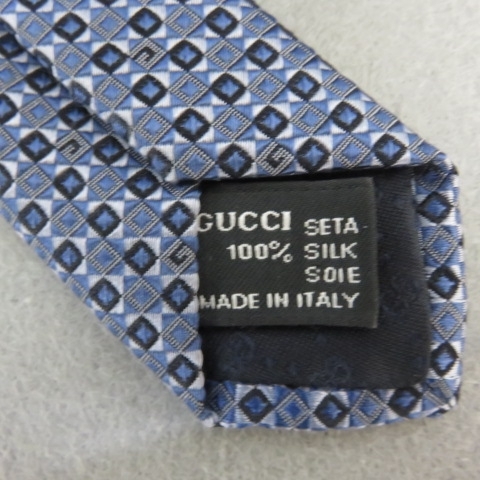 GUCCI SETA
100% SILK
SOIE
MADE IN ITALY